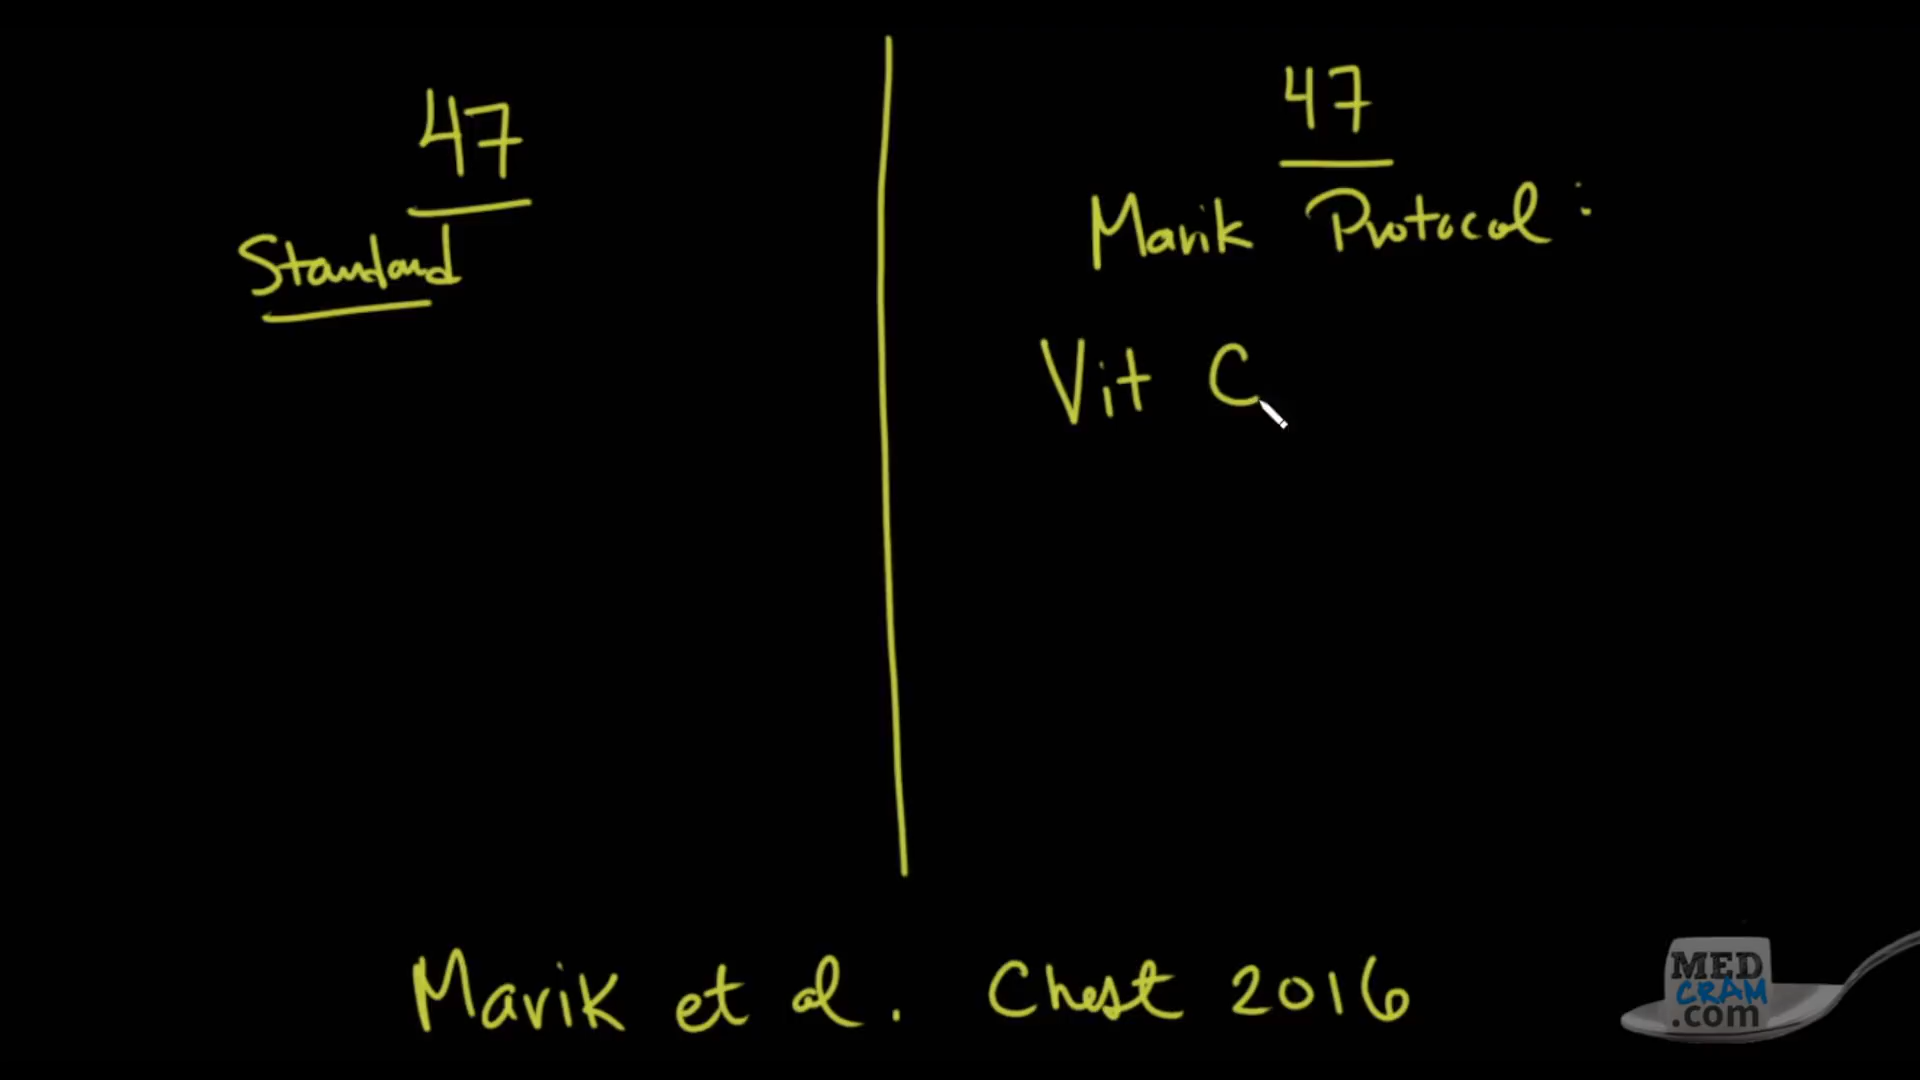 47
Standard
47
Marik Protocol:
Vit C
Marik et al. Chest 2016
MED
CRAM
.com